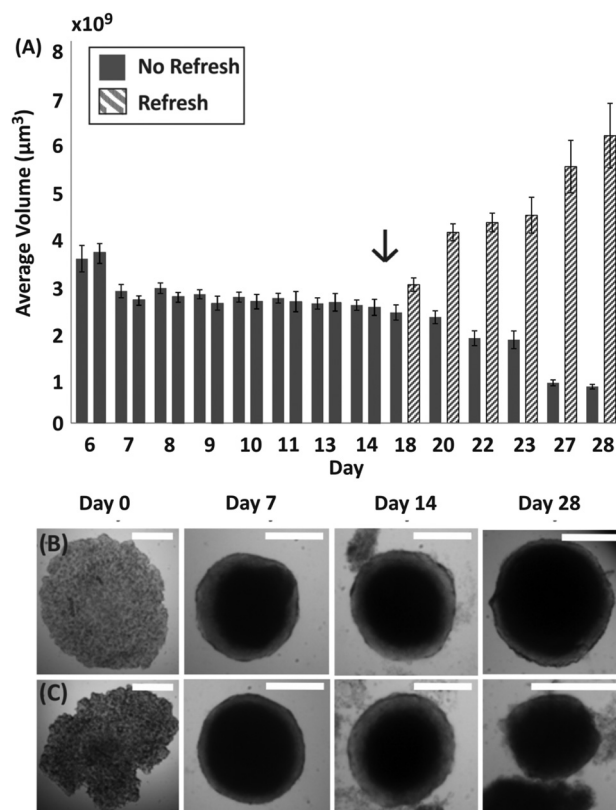 x10⁹
(A)
No Refresh
Refresh
Average Volume (μm³)
8
7
6
5
4
3
2
1
0
6 7 8 9 10 11 13 14 18 20 22 23 27 28
Day
Day 0 Day 7 Day 14 Day 28
(B)
(C)